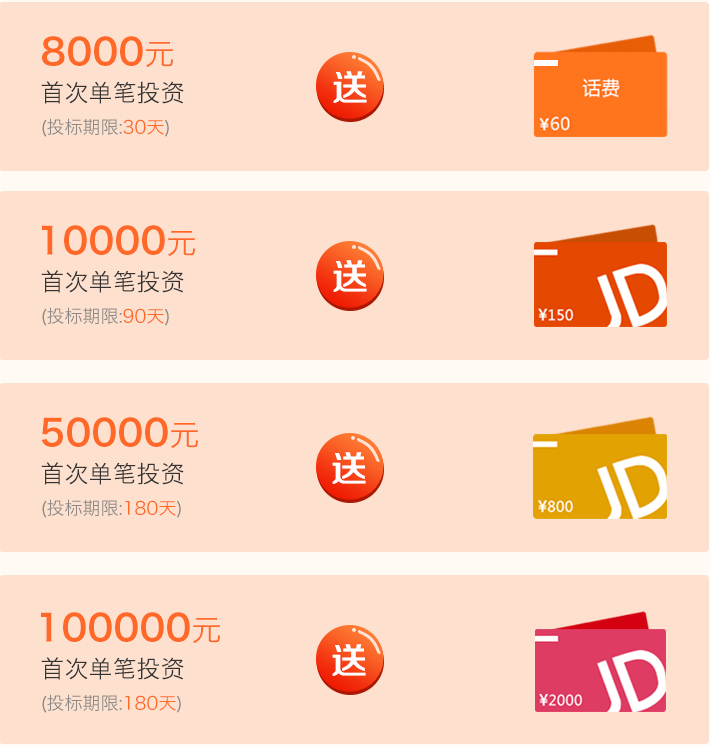 8000元
首次单笔投资
(投标期限:30天)
送
话费
¥60
10000元
首次单笔投资
(投标期限:90天)
送
JD
¥150
50000元
首次单笔投资
(投标期限:180天)
送
JD
¥800
100000元
首次单笔投资
(投标期限:180天)
送
JD
¥2000